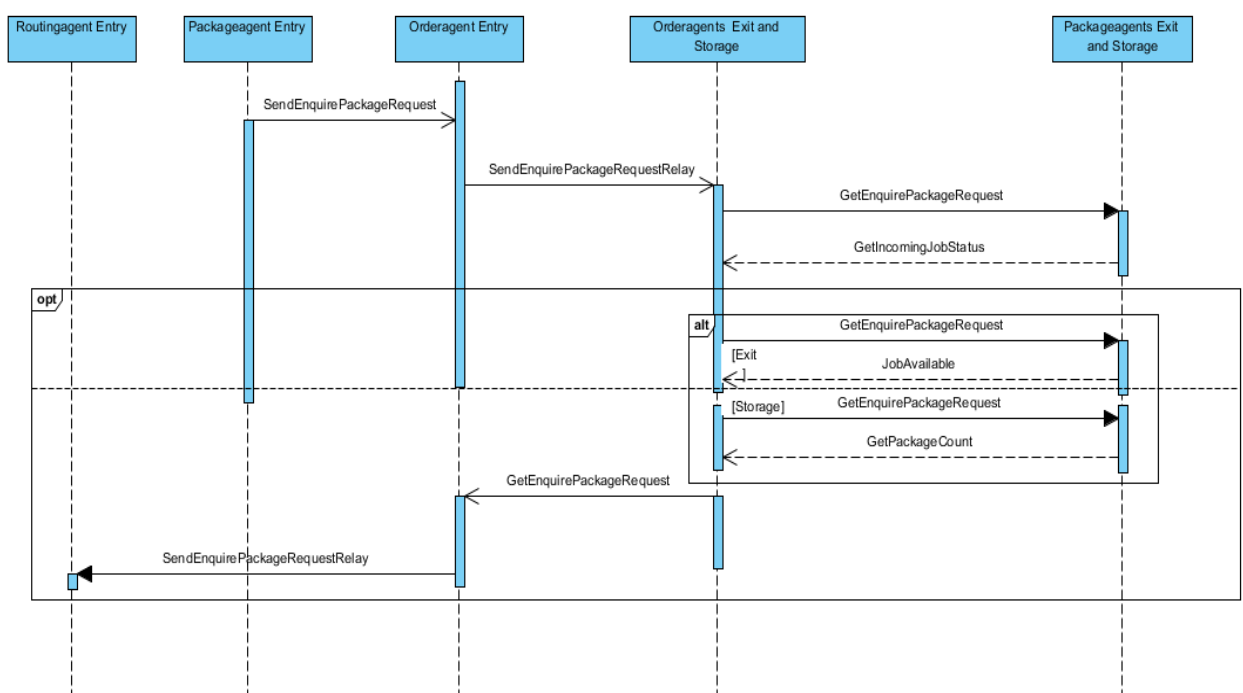 Routingagent Entry
Packageagent Entry
Orderagent Entry
Orderagents Exit and
Storage
Packageagents Exit
and Storage
SendEnquirePackageRequest
SendEnquirePackageRequestRelay
GetEnquirePackageRequest
GetIncomingJobStatus
opt
alt
GetEnquirePackageRequest
[Exit
]
JobAvailable
[Storage]
GetEnquirePackageRequest
GetPackageCount
GetEnquirePackageRequest
SendEnquirePackageRequestRelay